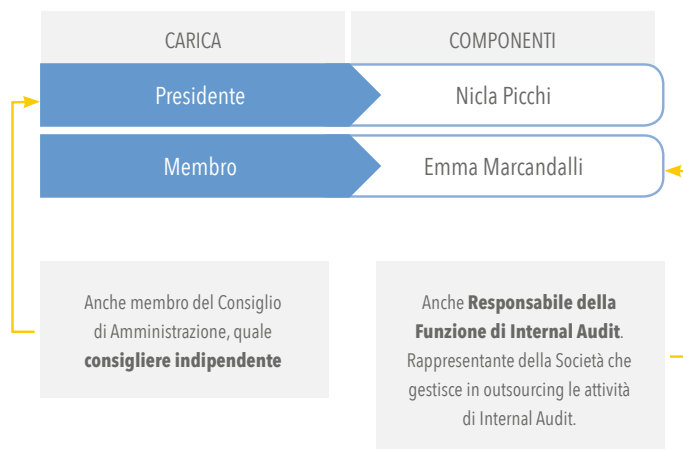 CARICA
COMPONENTI
Presidente
Nicla Picchi
Membro
Emma Marcandalli
Anche membro del Consiglio
di Amministrazione, quale
consigliere indipendente
Anche Responsabile della
Funzione di Internal Audit.
Rappresentante della Società che
gestisce in outsourcing le attività
di Internal Audit.